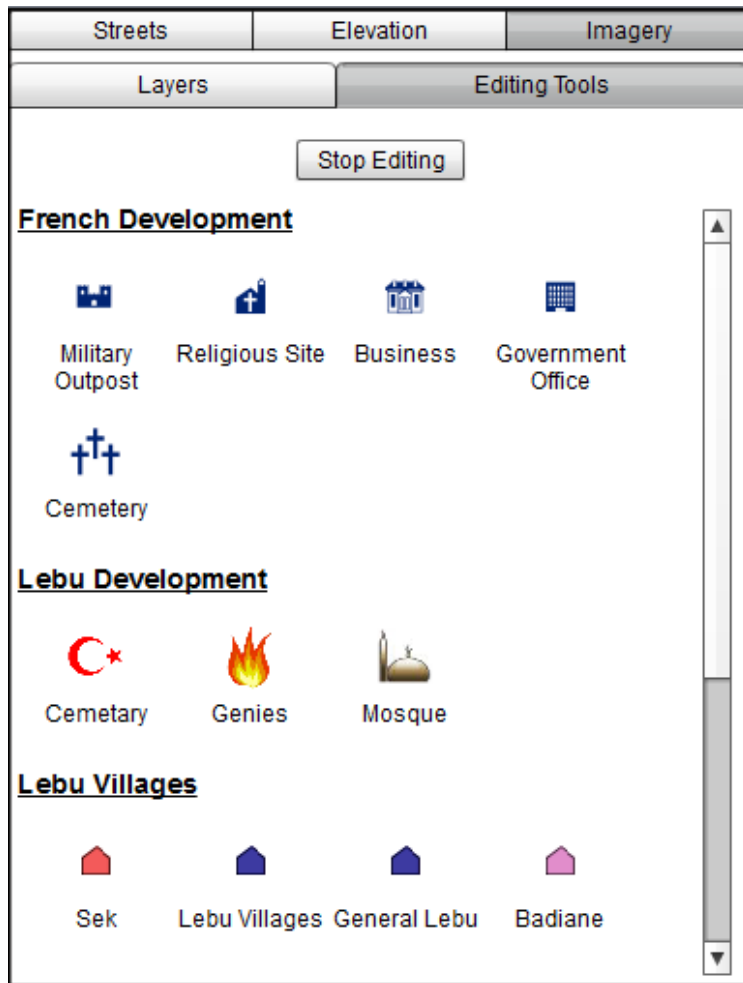 Streets Elevation Imagery
Layers Editing Tools
Stop Editing
French Development
Military Religious Site Business Government
Outpost Office
Cemetery
Lebu Development
Cemetary Genies Mosque
Lebu Villages
Sek Lebu Villages General Lebu Badiane